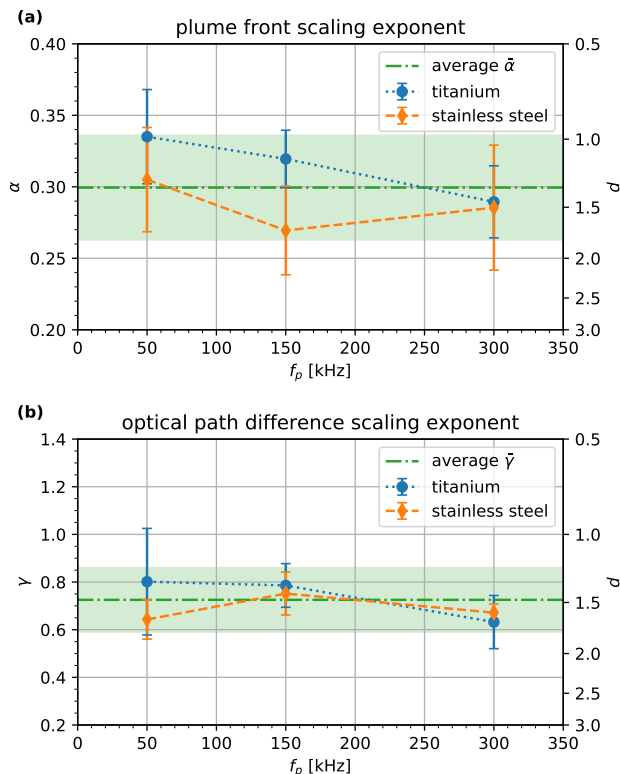 (a)
plume front scaling exponent
0.40
0.35
0.30
0.25
0.20
α
average ᾱ
titanium
stainless steel
0.5
1.0
1.5
2.0
2.5
3.0
d
0 50 100 150 200 250 300 350
f_p [kHz]
(b)
optical path difference scaling exponent
1.4
1.2
1.0
0.8
0.6
0.4
0.2
γ
average γ̄
titanium
stainless steel
0.5
1.0
1.5
2.0
2.5
3.0
d
0 50 100 150 200 250 300 350
f_p [kHz]